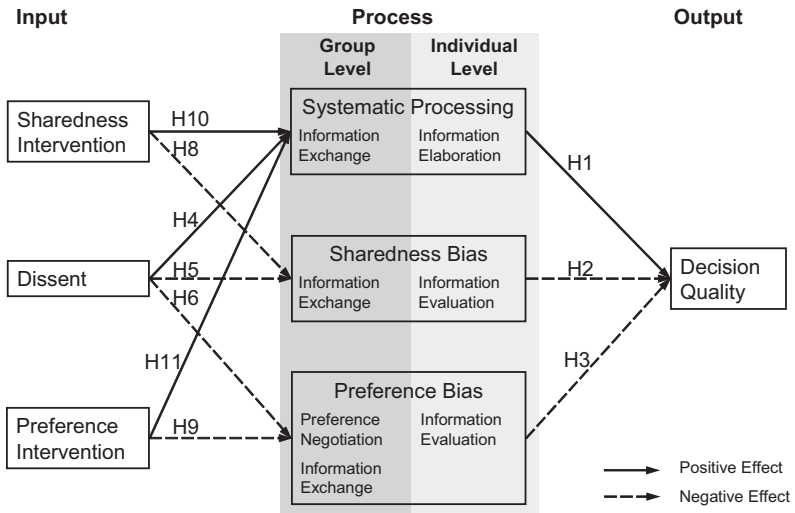 Input
Process
Output
Group
Level
Individual
Level
Sharedness
Intervention
Dissent
Preference
Intervention
H10
H8
H4
H5
H6
H11
H9
Systematic Processing
Information
Exchange
Information
Elaboration
Sharedness Bias
Information
Exchange
Information
Evaluation
Preference Bias
Preference
Negotiation
Information
Exchange
Information
Evaluation
H1
H2
H3
Decision
Quality
Positive Effect
Negative Effect